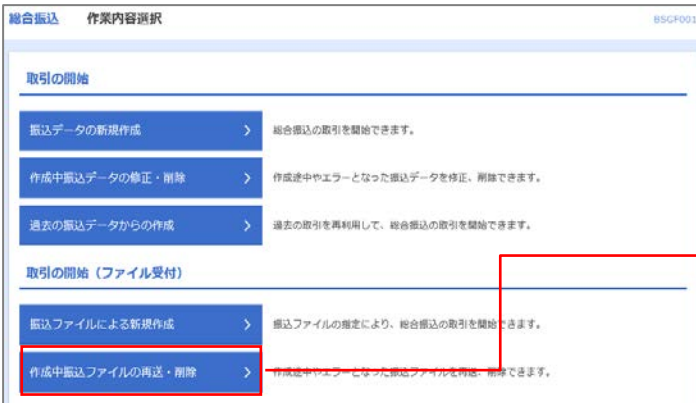 総合振込 作業内容選択 BSGF001
取引の開始
振込データの新規作成 総合振込の取引を開始できます。
作成中振込データの修正・削除 作成途中やエラーとなった振込データを修正、削除できます。
過去の振込データからの作成 過去の取引を再利用して、総合振込の取引を開始できます。
取引の開始（ファイル受付）
振込ファイルによる新規作成 振込ファイルの指定により、総合振込の取引を開始できます。
作成中振込ファイルの再送・削除 作成途中やエラーとなった振込ファイルを再送、削除できます。